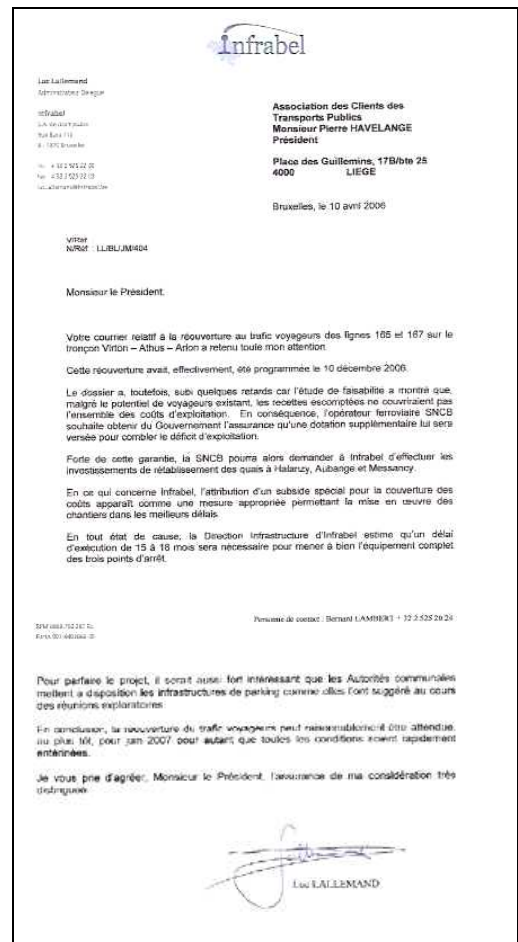 Infrabel
Luc Lallemand
Administrateur Délégué
Infrabel
Association des Clients des
Transports Publics
Monsieur Pierre HAVELANGE
Président
Place des Guillemins, 17B/bte 25
4000 LIEGE
Bruxelles, le 10 avril 2006
V/Réf
N/Réf : LL/BL/JM/404
Monsieur le Président,
Votre courrier relatif à la réouverture au trafic voyageurs des lignes 165 et 167 sur le
tronçon Virton – Athus – Arlon a retenu toute mon attention.
Cette réouverture avait, effectivement, été programmée le 10 décembre 2006.
Le dossier a, toutefois, subi quelques retards car l'étude de faisabilité a montré que,
malgré le potentiel de voyageurs existant, les recettes escomptées ne couvriraient pas
l'ensemble des coûts d'exploitation. En conséquence, l'opérateur ferroviaire SNCB
souhaite obtenir du Gouvernement l'assurance qu'une dotation supplémentaire lui sera
versée pour combler le déficit d'exploitation.
Forte de cette garantie, la SNCB pourra alors demander à Infrabel d'effectuer les
investissements de rétablissement des quais à Halanzy, Aubange et Messancy.
En ce qui concerne Infrabel, l'attribution d'un subside spécial pour la couverture des
coûts apparaît comme une mesure appropriée permettant la mise en œuvre des
chantiers dans les meilleurs délais.
En tout état de cause, la Direction Infrastructure d'Infrabel estime qu'un délai
d'exécution de 15 à 18 mois sera nécessaire pour mener à bien l'équipement complet
des trois points d'arrêt.
Personne de contact : Bernard LAMBERT + 32 2 525 20 24
Pour parfaire le projet, il serait aussi fort intéressant que les Autorités communales
mettent à disposition les infrastructures de parking comme elles l'ont suggéré au cours
des réunions exploratoires.
En conclusion, la réouverture du trafic voyageurs peut raisonnablement être attendue,
au plus tôt, pour juin 2007 pour autant que toutes les conditions soient rapidement
entérinées.
Je vous prie d'agréer, Monsieur le Président, l'assurance de ma considération très
distinguée.
Luc LALLEMAND